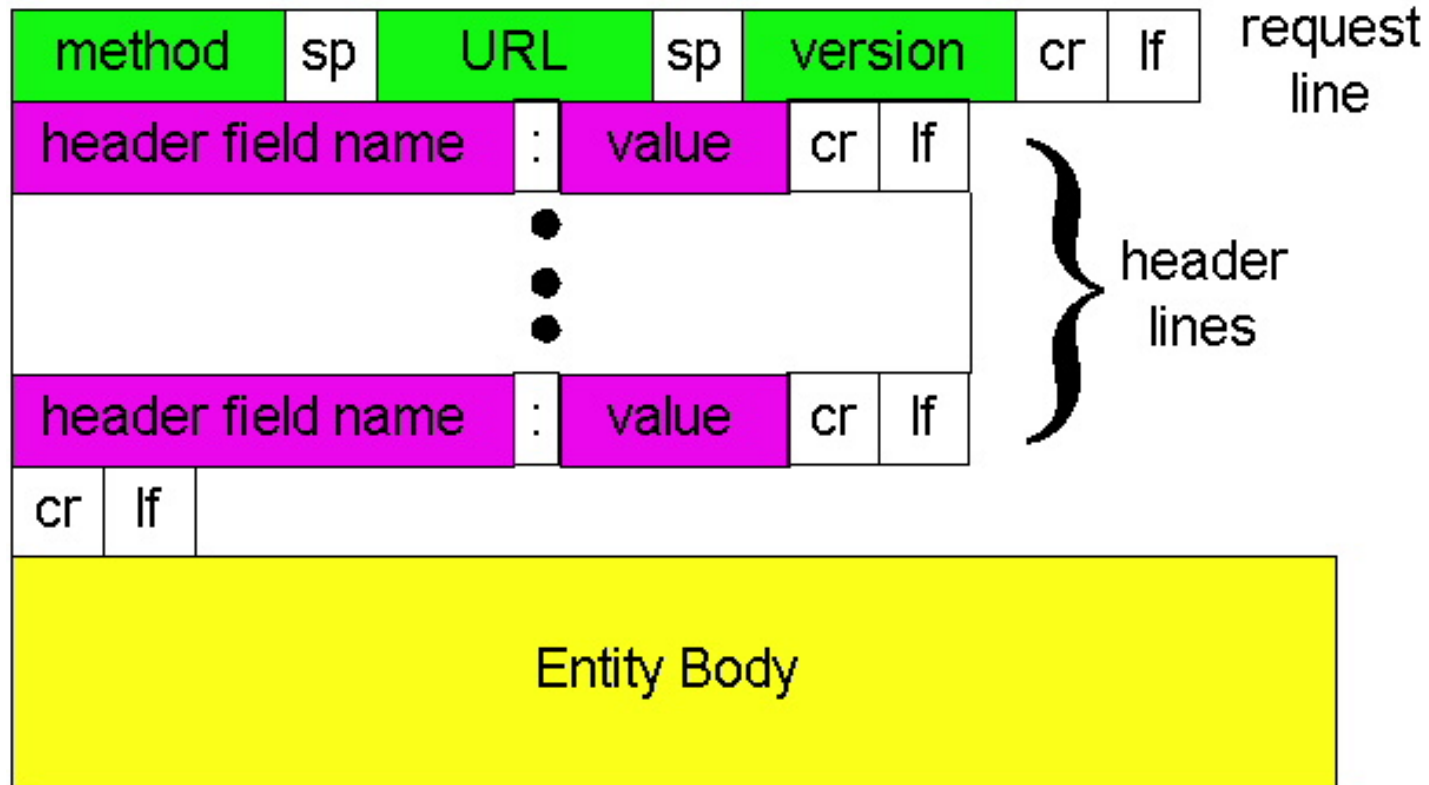 method sp URL sp version cr lf
request
line
header field name : value cr lf
header
lines
header field name : value cr lf
cr lf
Entity Body